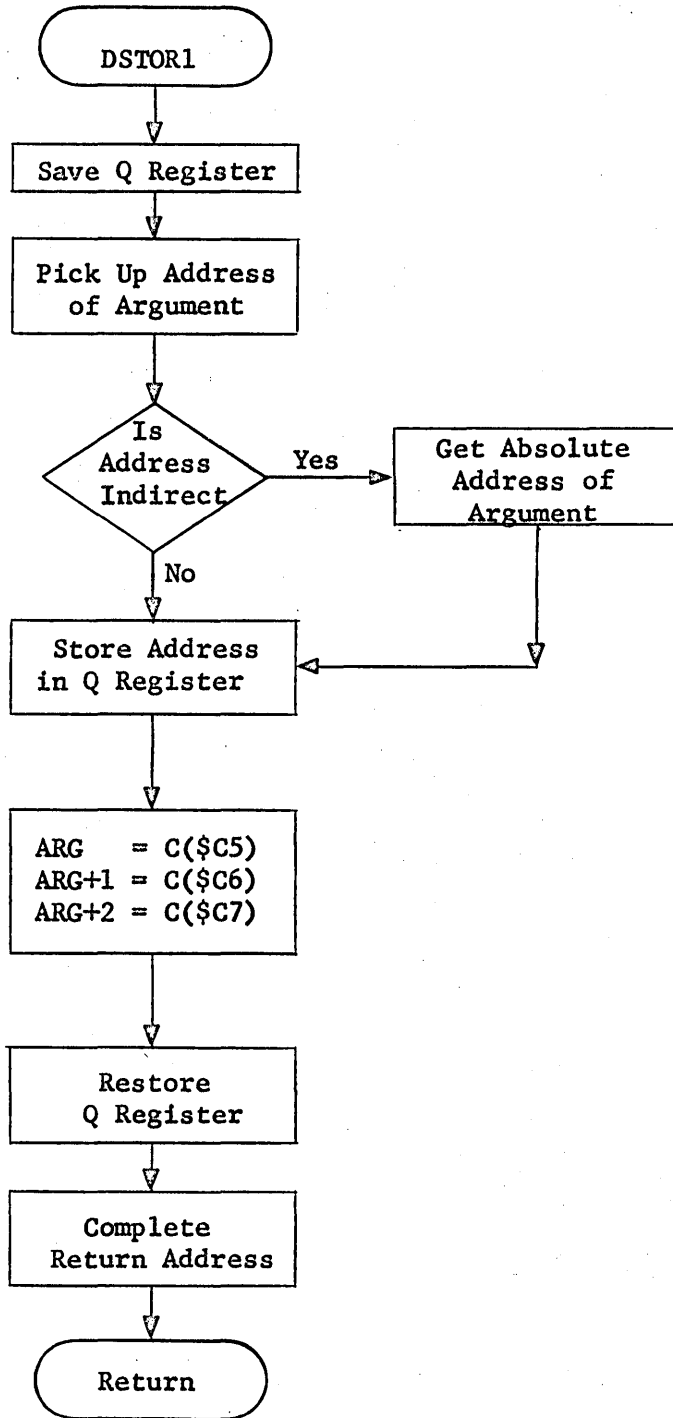 DSTOR1
Save Q Register
Pick Up Address
of Argument
Is
Address
Indirect
Yes
Get Absolute
Address of
Argument
No
Store Address
in Q Register
ARG   = C($C5)
ARG+1 = C($C6)
ARG+2 = C($C7)
Restore
Q Register
Complete
Return Address
Return